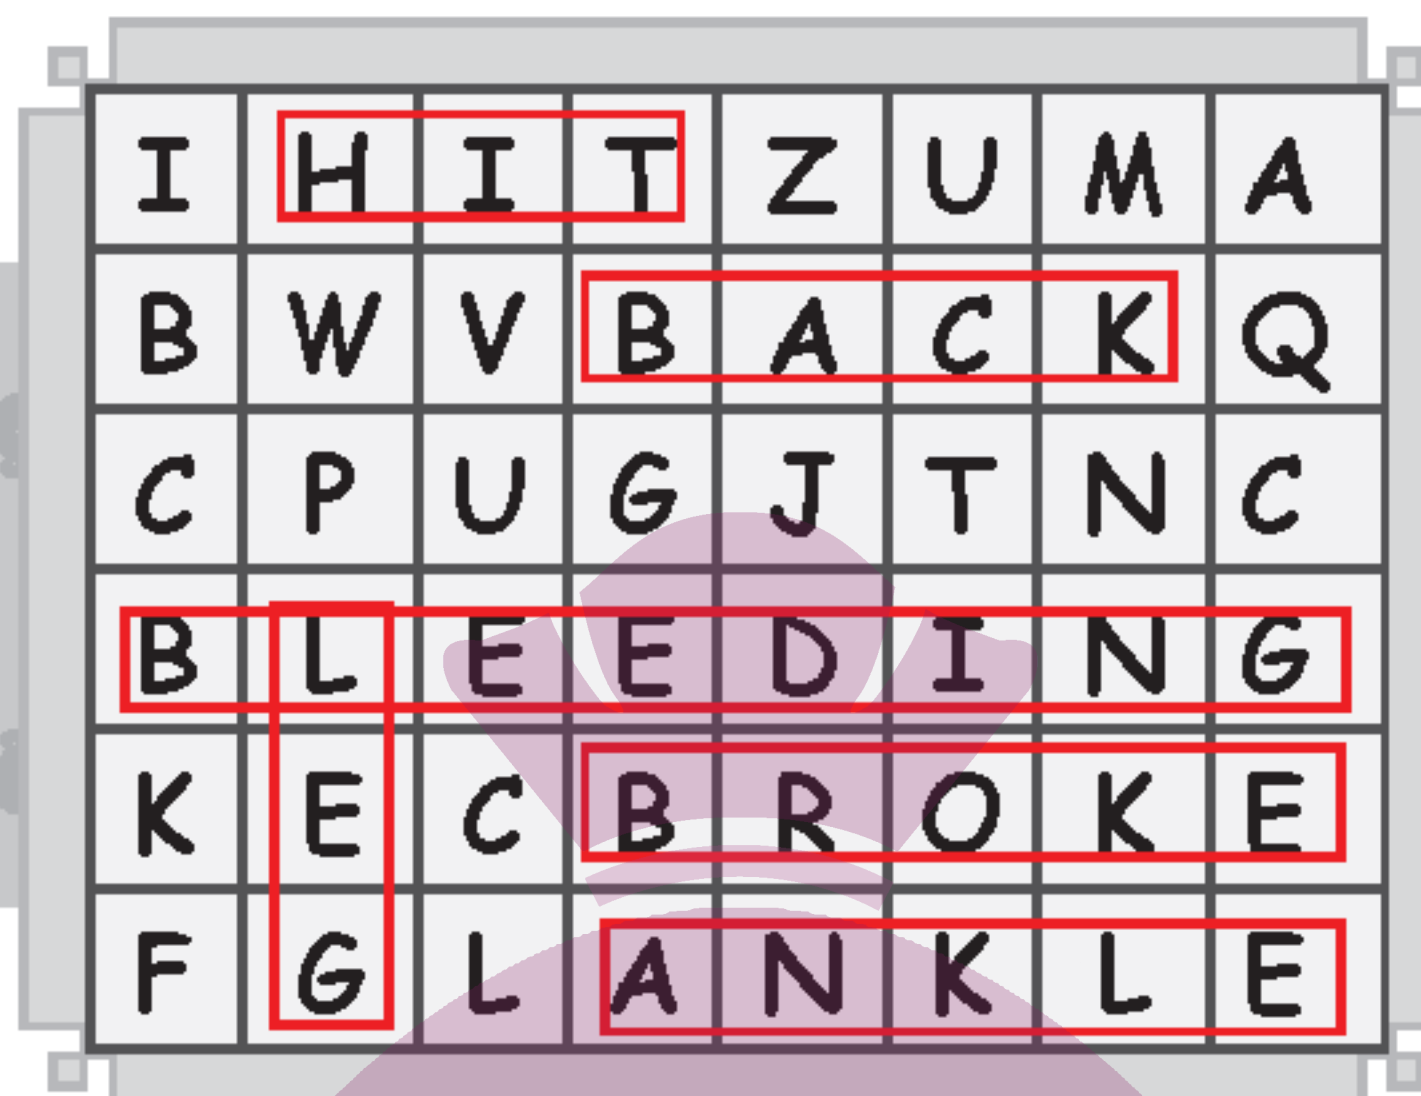 I H I T Z U M A
B W V B A C K Q
C P U G J T N C
B L E E D I N G
K E C B R O K E
F G L A N K L E